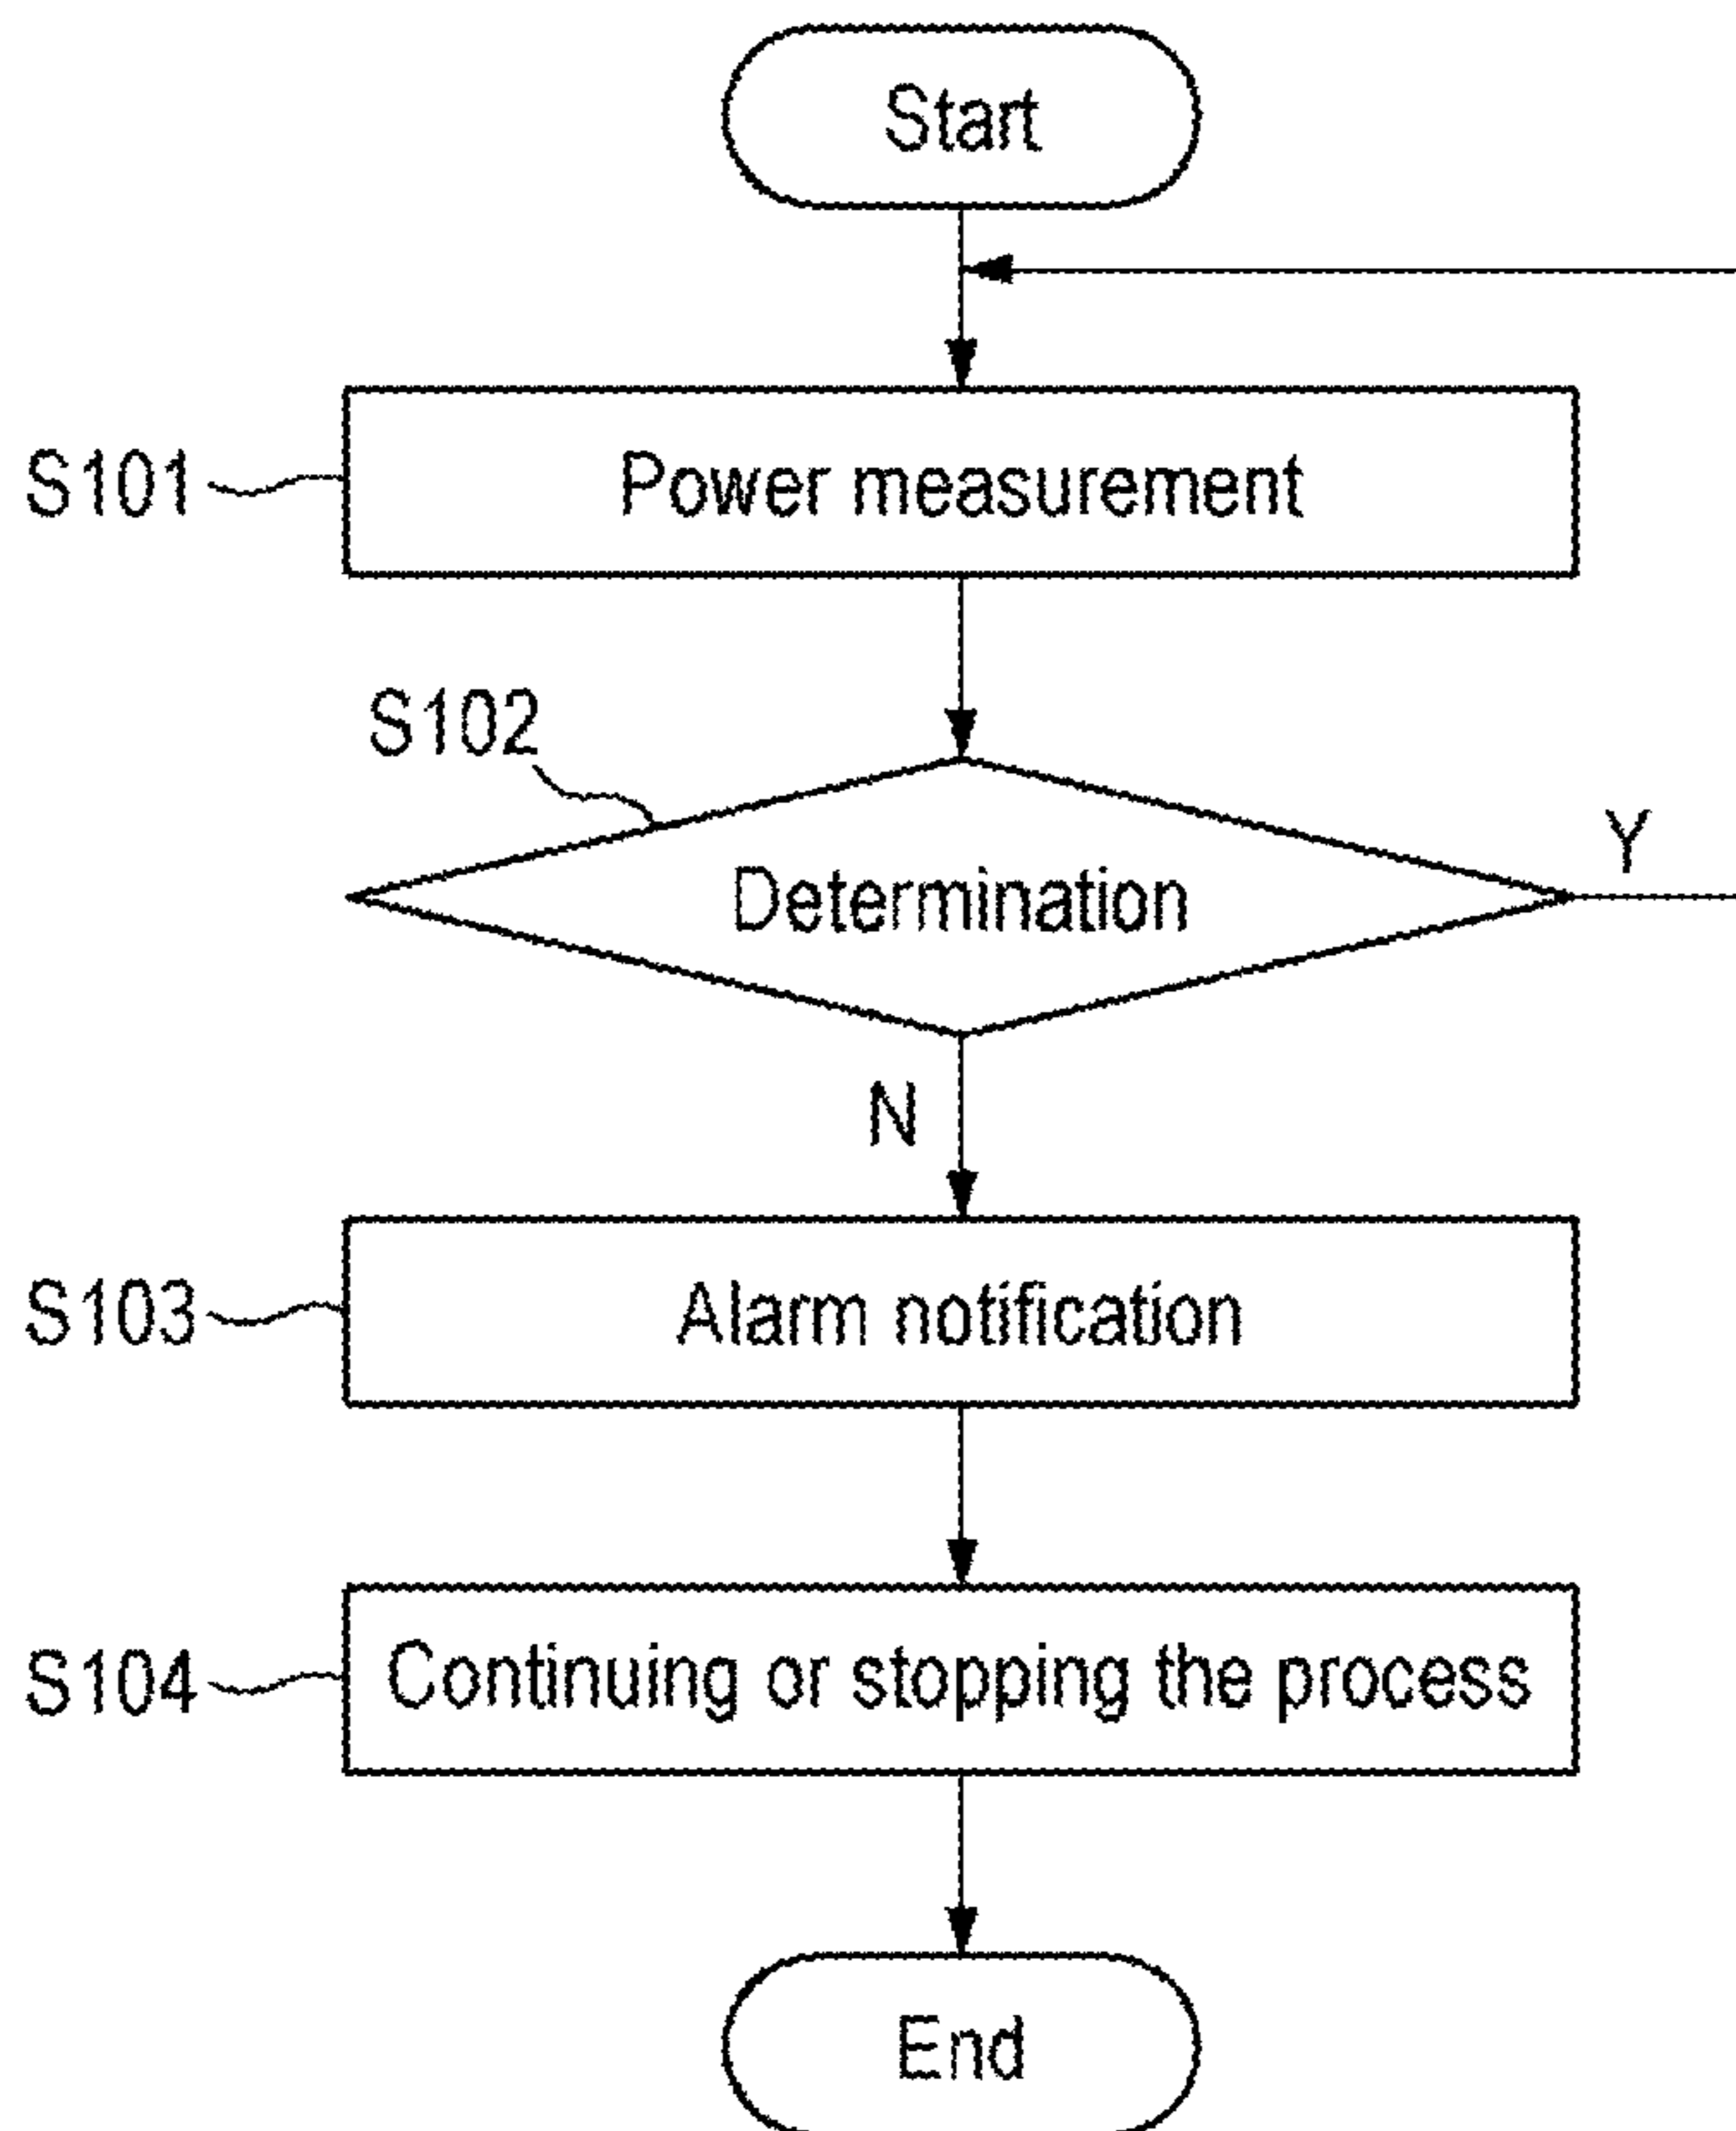 Start
S101
Power measurement
S102
Determination
Y
N
S103
Alarm notification
S104
Continuing or stopping the process
End